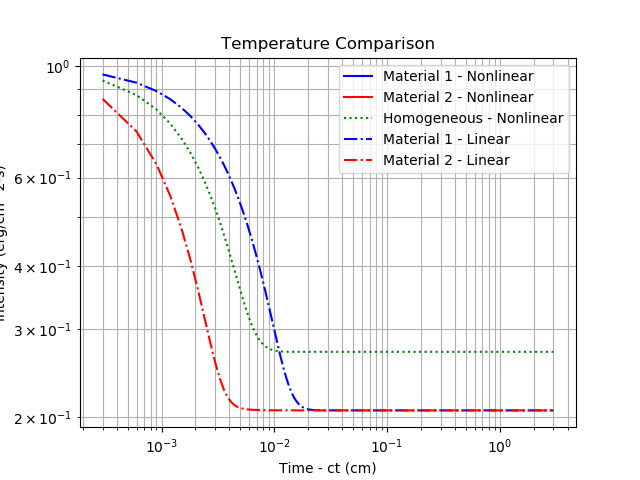 Temperature Comparison
10⁰
6 × 10⁻¹
4 × 10⁻¹
3 × 10⁻¹
2 × 10⁻¹
Material 1 - Nonlinear
Material 2 - Nonlinear
Homogeneous - Nonlinear
Material 1 - Linear
Material 2 - Linear
10⁻³
10⁻²
10⁻¹
10⁰
Time - ct (cm)